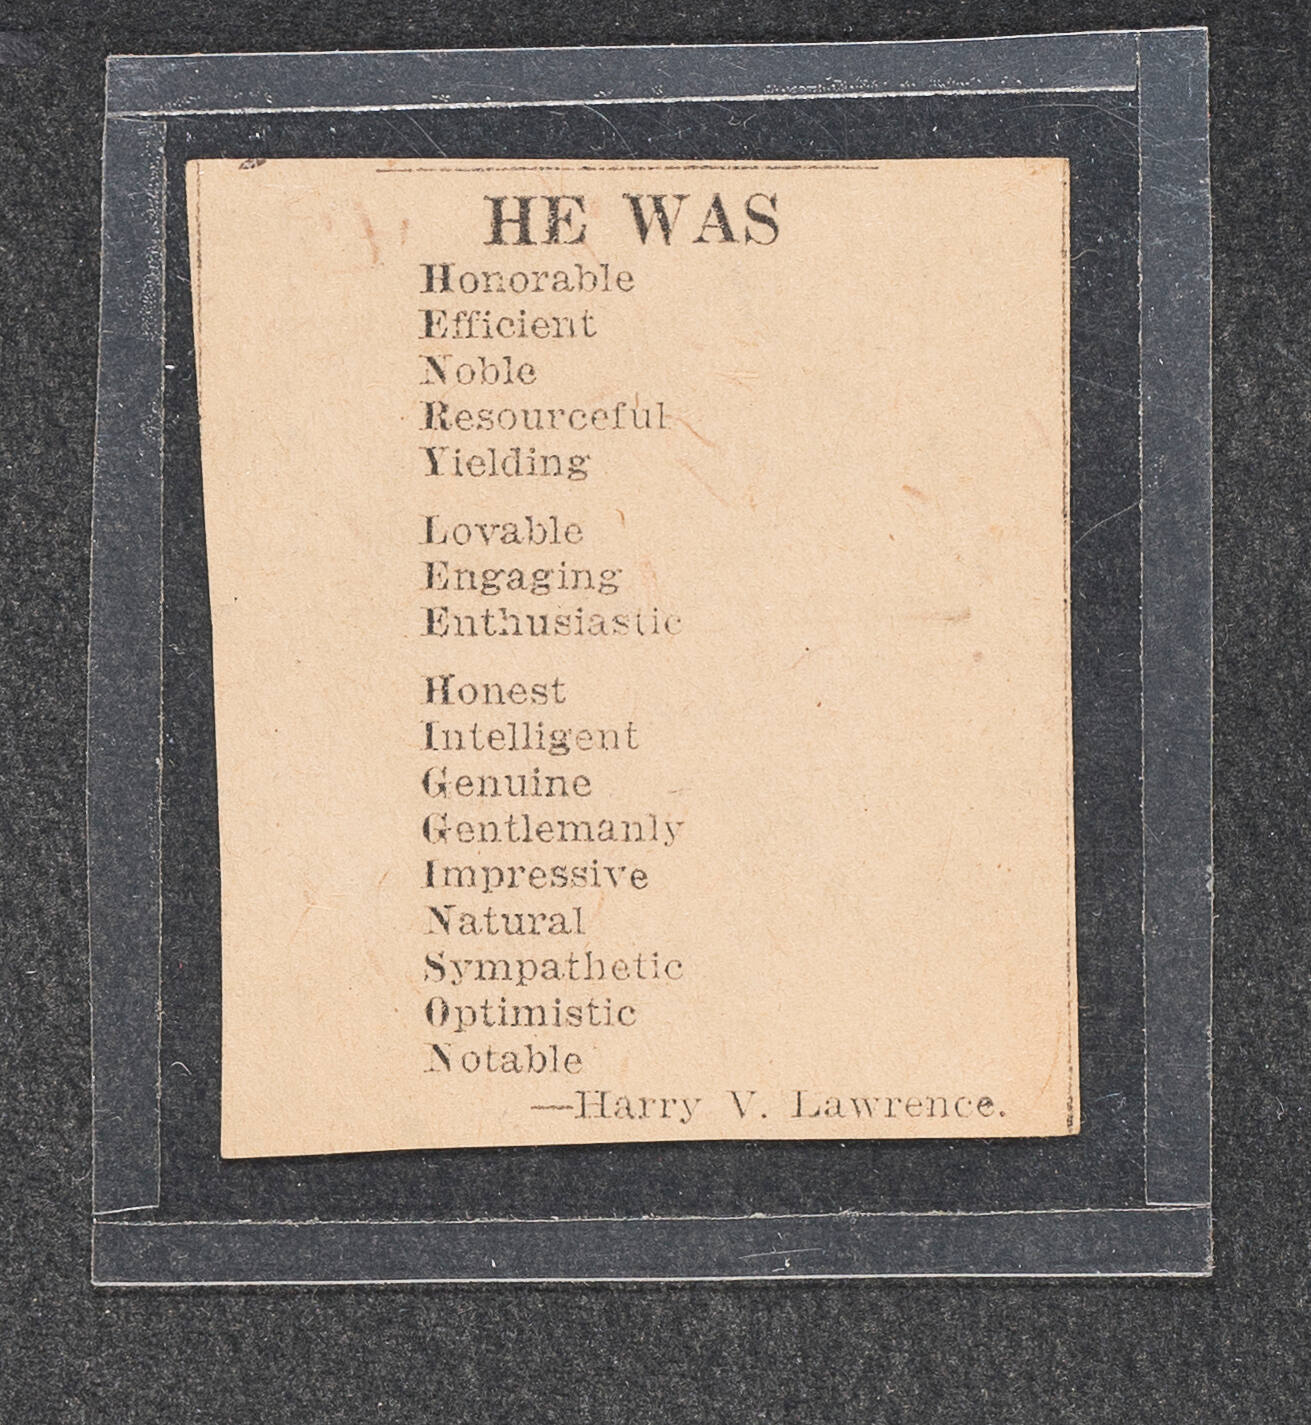 HE WAS
Honorable
Efficient
Noble
Resourceful
Yielding
Lovable
Engaging
Enthusiastic
Honest
Intelligent
Genuine
Gentlemanly
Impressive
Natural
Sympathetic
Optimistic
Notable
—Harry V. Lawrence.